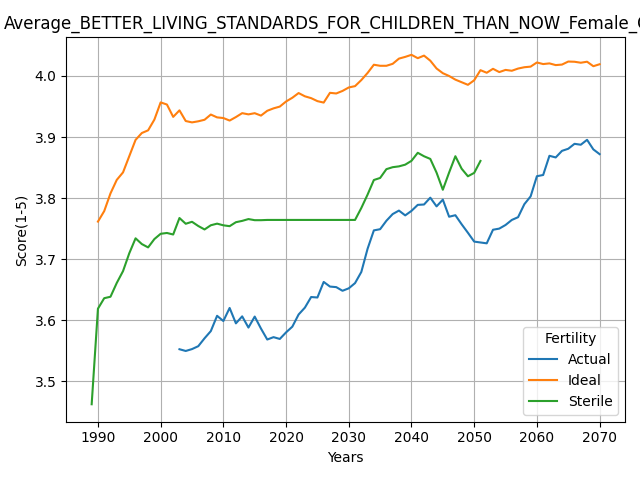 Average_BETTER_LIVING_STANDARDS_FOR_CHILDREN_THAN_NOW_Female_
Score(1-5)
4.0
3.9
3.8
3.7
3.6
3.5
1990 2000 2010 2020 2030 2040 2050 2060 2070
Years
Fertility
Actual
Ideal
Sterile